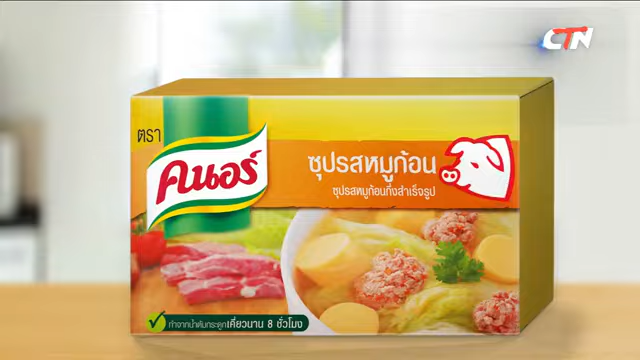 CTN
ตรา
คนอร์
ซุปรสหมูก้อน
ซุปรสหมูก้อนกึ่งสำเร็จรูป
ทำจากน้ำต้มกระดูกเคี่ยวนาน 8 ชั่วโมง